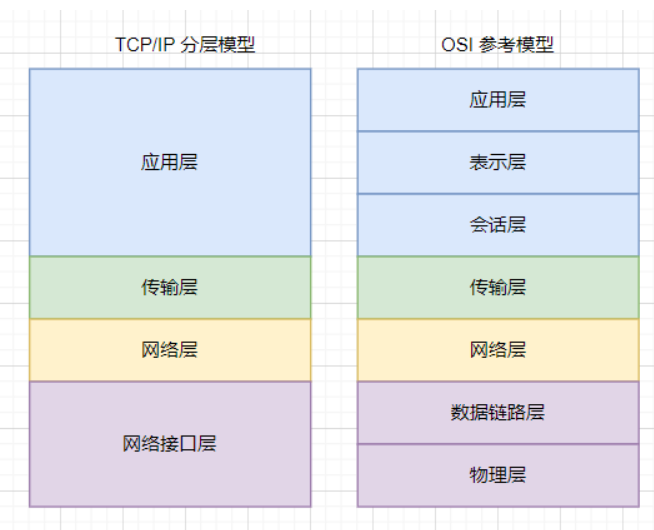 TCP/IP 分层模型
应用层
传输层
网络层
网络接口层
OSI 参考模型
应用层
表示层
会话层
传输层
网络层
数据链路层
物理层